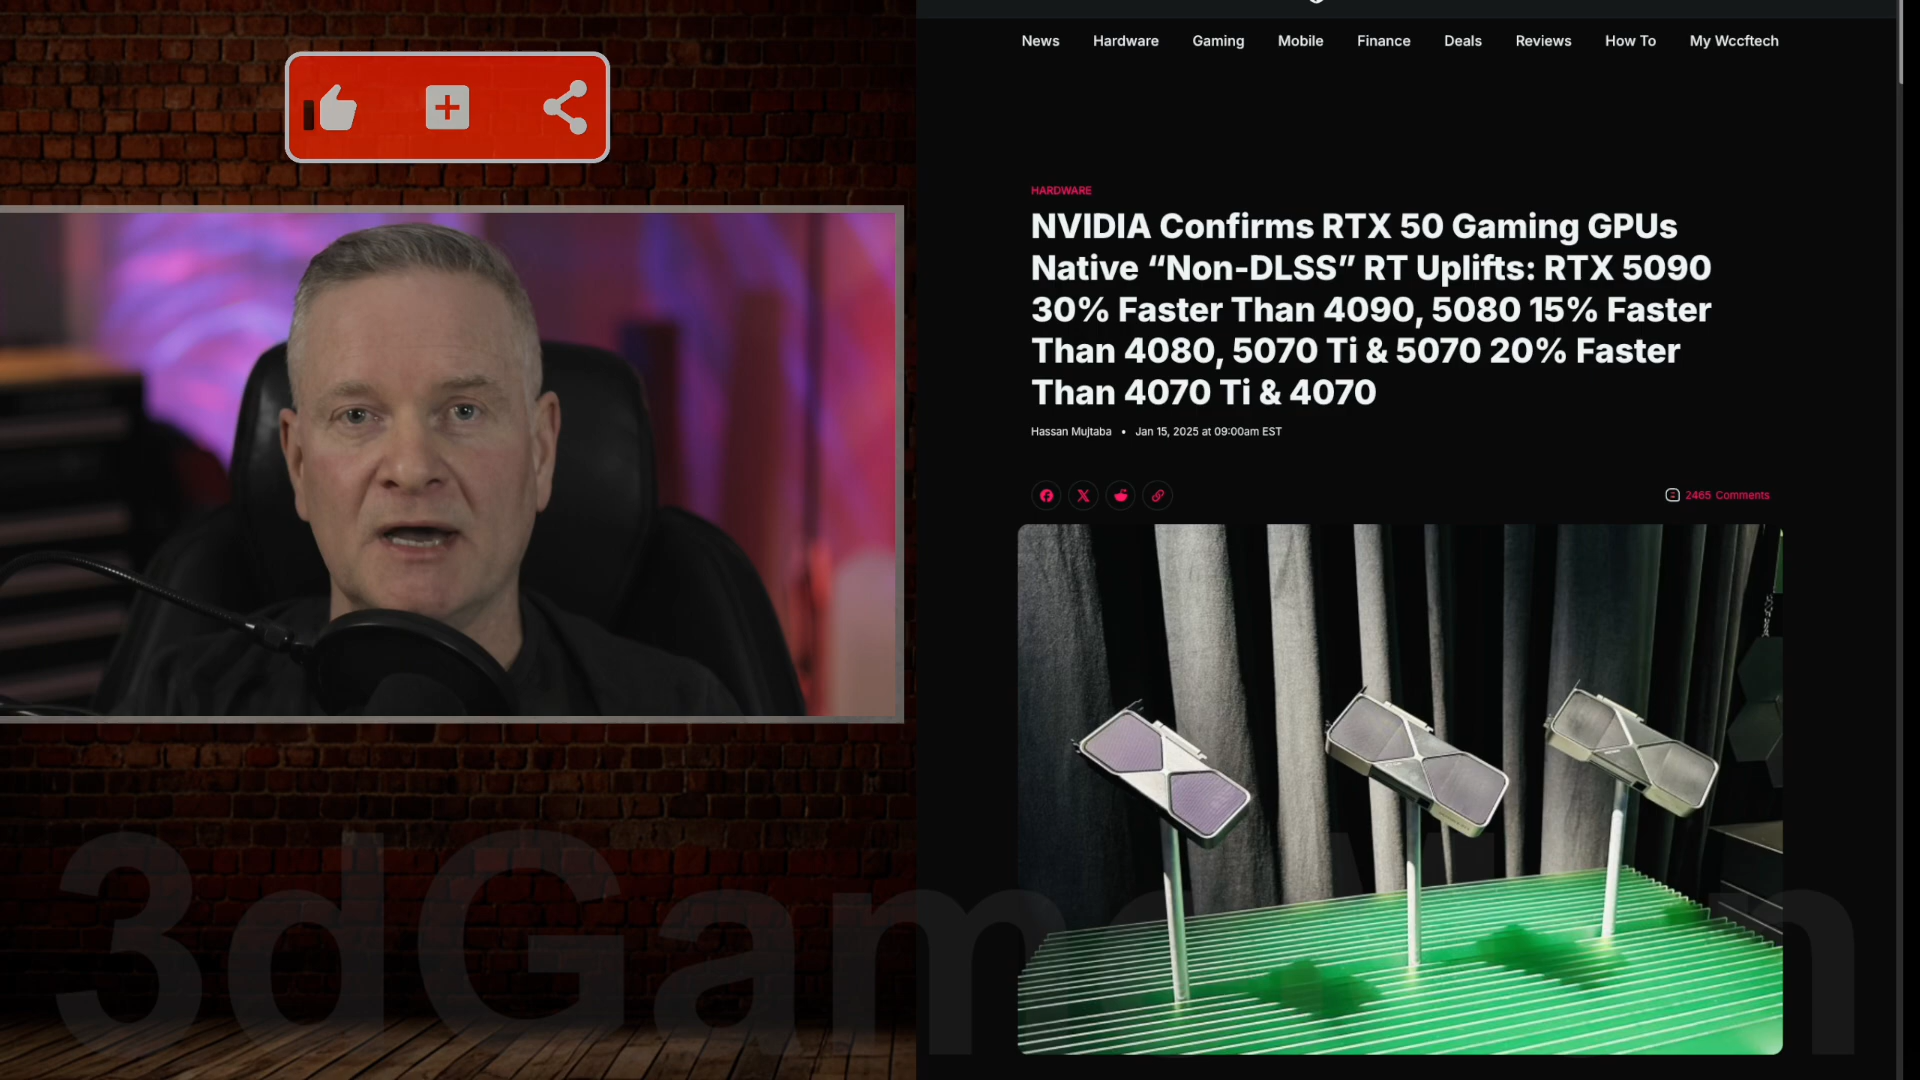 News Hardware Gaming Mobile Finance Deals Reviews How To My Wccftech
HARDWARE
NVIDIA Confirms RTX 50 Gaming GPUs
Native “Non-DLSS” RT Uplifts: RTX 5090
30% Faster Than 4090, 5080 15% Faster
Than 4080, 5070 Ti & 5070 20% Faster
Than 4070 Ti & 4070
Hassan Mujtaba • Jan 15, 2025 at 09:00am EST
2465 Comments